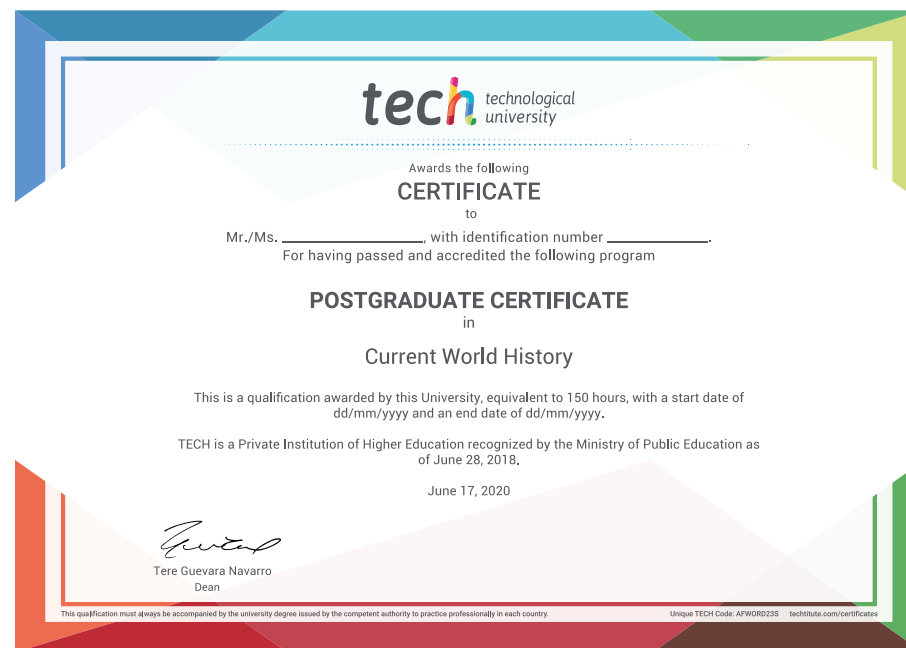 tech technological
university
Awards the following
CERTIFICATE
to
Mr./Ms. ____________________, with identification number ______________.
For having passed and accredited the following program
POSTGRADUATE CERTIFICATE
in
Current World History
This is a qualification awarded by this University, equivalent to 150 hours, with a start date of
dd/mm/yyyy and an end date of dd/mm/yyyy.
TECH is a Private Institution of Higher Education recognized by the Ministry of Public Education as
of June 28, 2018.
June 17, 2020
Tere Guevara Navarro
Dean
This qualification must always be accompanied by the university degree issued by the competent authority to practice professionally in each country. Unique TECH Code: AFWORD23S techtitute.com/certificates